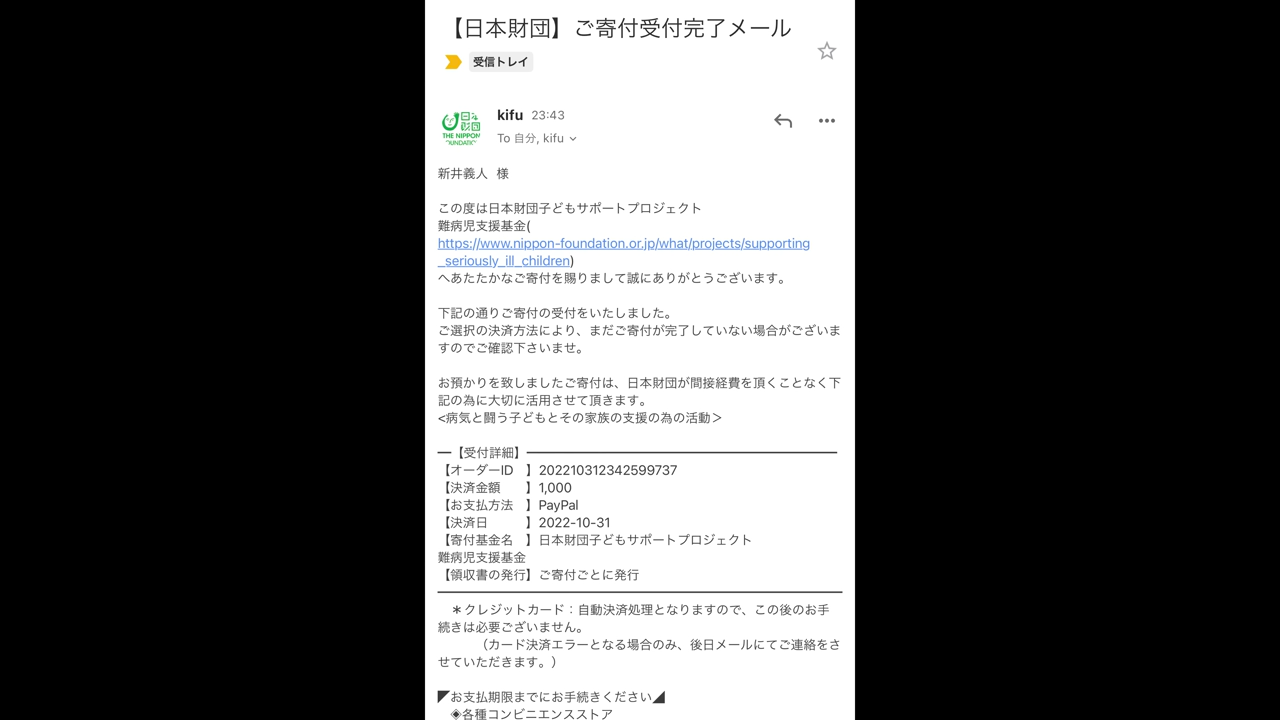 【日本財団】ご寄付受付完了メール
受信トレイ
kifu 23:43
To 自分, kifu
日本財団
THE NIPPON
FOUNDATION
新井義人 様
この度は日本財団子どもサポートプロジェクト
難病児支援基金(
https://www.nippon-foundation.or.jp/what/projects/supporting
_seriously_ill_children)
へあたたかなご寄付を賜りまして誠にありがとうございます。
下記の通りご寄付の受付をいたしました。
ご選択の決済方法により、まだご寄付が完了していない場合がございま
すのでご確認下さいませ。
お預かりを致しましたご寄付は、日本財団が間接経費を頂くことなく下
記の為に大切に活用させて頂きます。
<病気と闘う子どもとその家族の支援の為の活動＞
━【受付詳細】━━━━━━━━━━━━━━━━━━━━━━
【オーダーID 】202210312342599737
【決済金額 】1,000
【お支払方法 】PayPal
【決済日 】2022-10-31
【寄付基金名 】日本財団子どもサポートプロジェクト
難病児支援基金
【領収書の発行】ご寄付ごとに発行
＊クレジットカード：自動決済処理となりますので、この後のお手
続きは必要ございません。
（カード決済エラーとなる場合のみ、後日メールにてご連絡をさ
せていただきます。）
◤お支払期限までにお手続きください◢
◈各種コンビニエンスストア